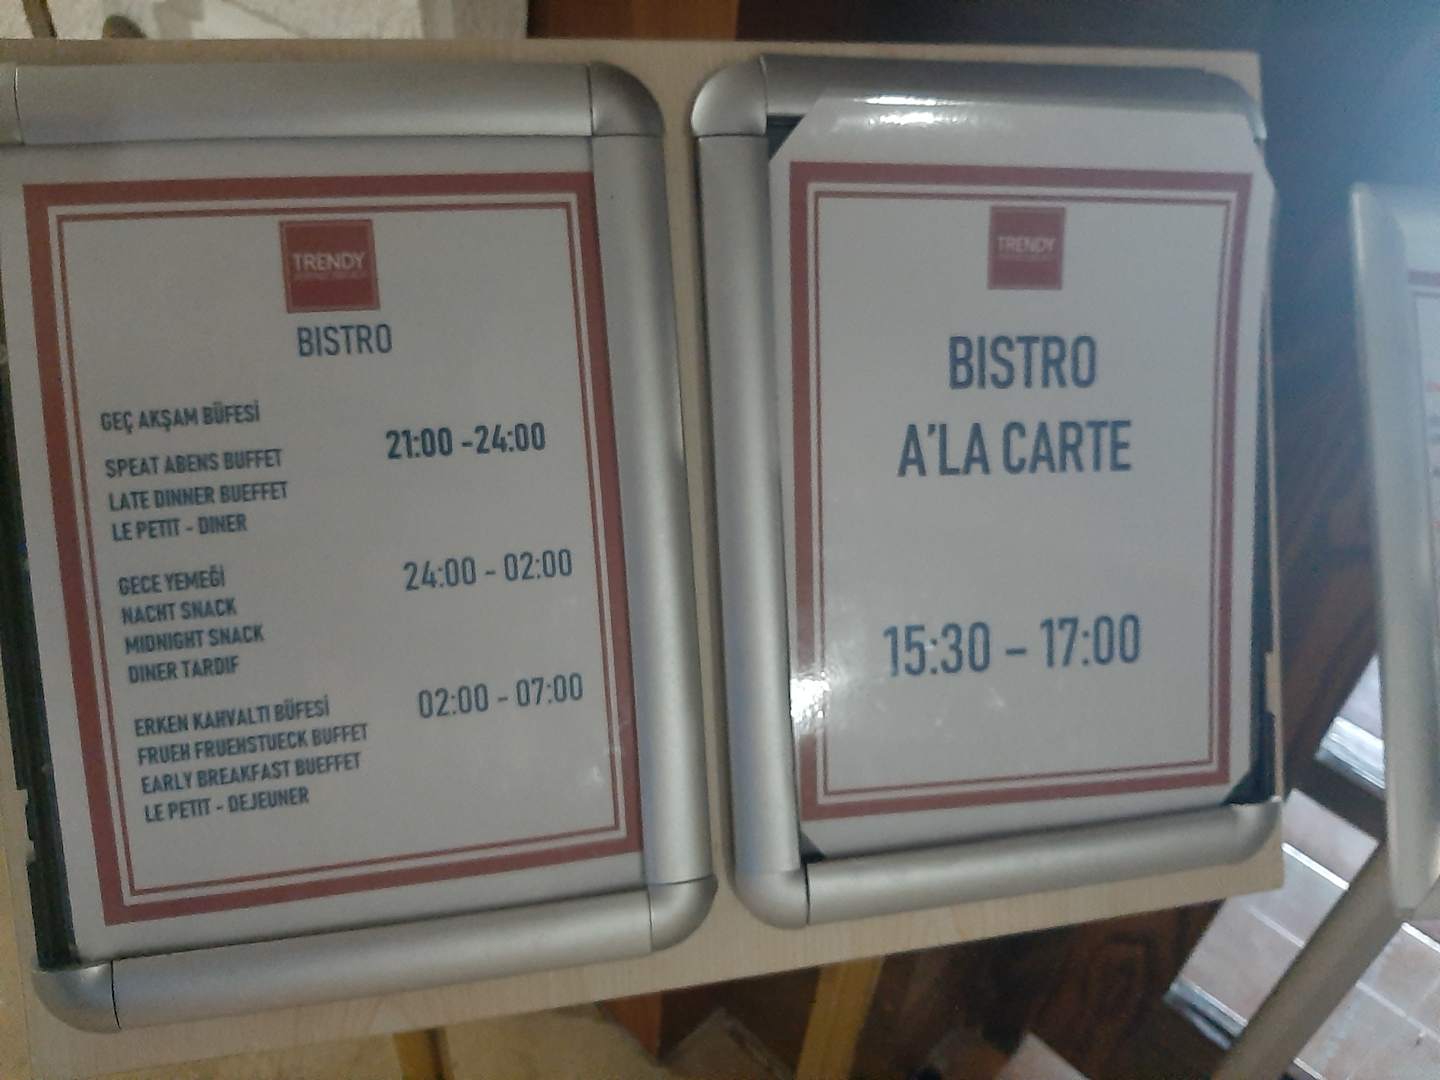 TRENDY
BISTRO
GEÇ AKŞAM BÜFESİ
21:00 -24:00
SPEAT ABENS BUFFET
LATE DINNER BUEFFET
LE PETIT - DINER
GECE YEMEĞİ
24:00 - 02:00
NACHT SNACK
MIDNIGHT SNACK
DINER TARDIF
ERKEN KAHVALTI BÜFESİ
02:00 - 07:00
FRUEH FRUEHSTUECK BUFFET
EARLY BREAKFAST BUEFFET
LE PETIT - DEJEUNER
TRENDY
BISTRO
A'LA CARTE
15:30 - 17:00